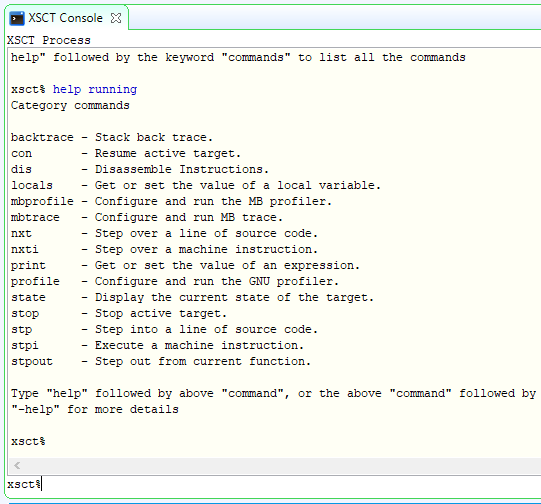 XSCT Console
XSCT Process
help" followed by the keyword "commands" to list all the commands
xsct% help running
Category commands
backtrace - Stack back trace.
con       - Resume active target.
dis       - Disassemble Instructions.
locals    - Get or set the value of a local variable.
mbprofile - Configure and run the MB profiler.
mbtrace   - Configure and run MB trace.
nxt       - Step over a line of source code.
nxti      - Step over a machine instruction.
print     - Get or set the value of an expression.
profile   - Configure and run the GNU profiler.
state     - Display the current state of the target.
stop      - Stop active target.
stp       - Step into a line of source code.
stpi      - Execute a machine instruction.
stpout    - Step out from current function.
Type "help" followed by above "command", or the above "command" followed by
"-help" for more details
xsct%
xsct%